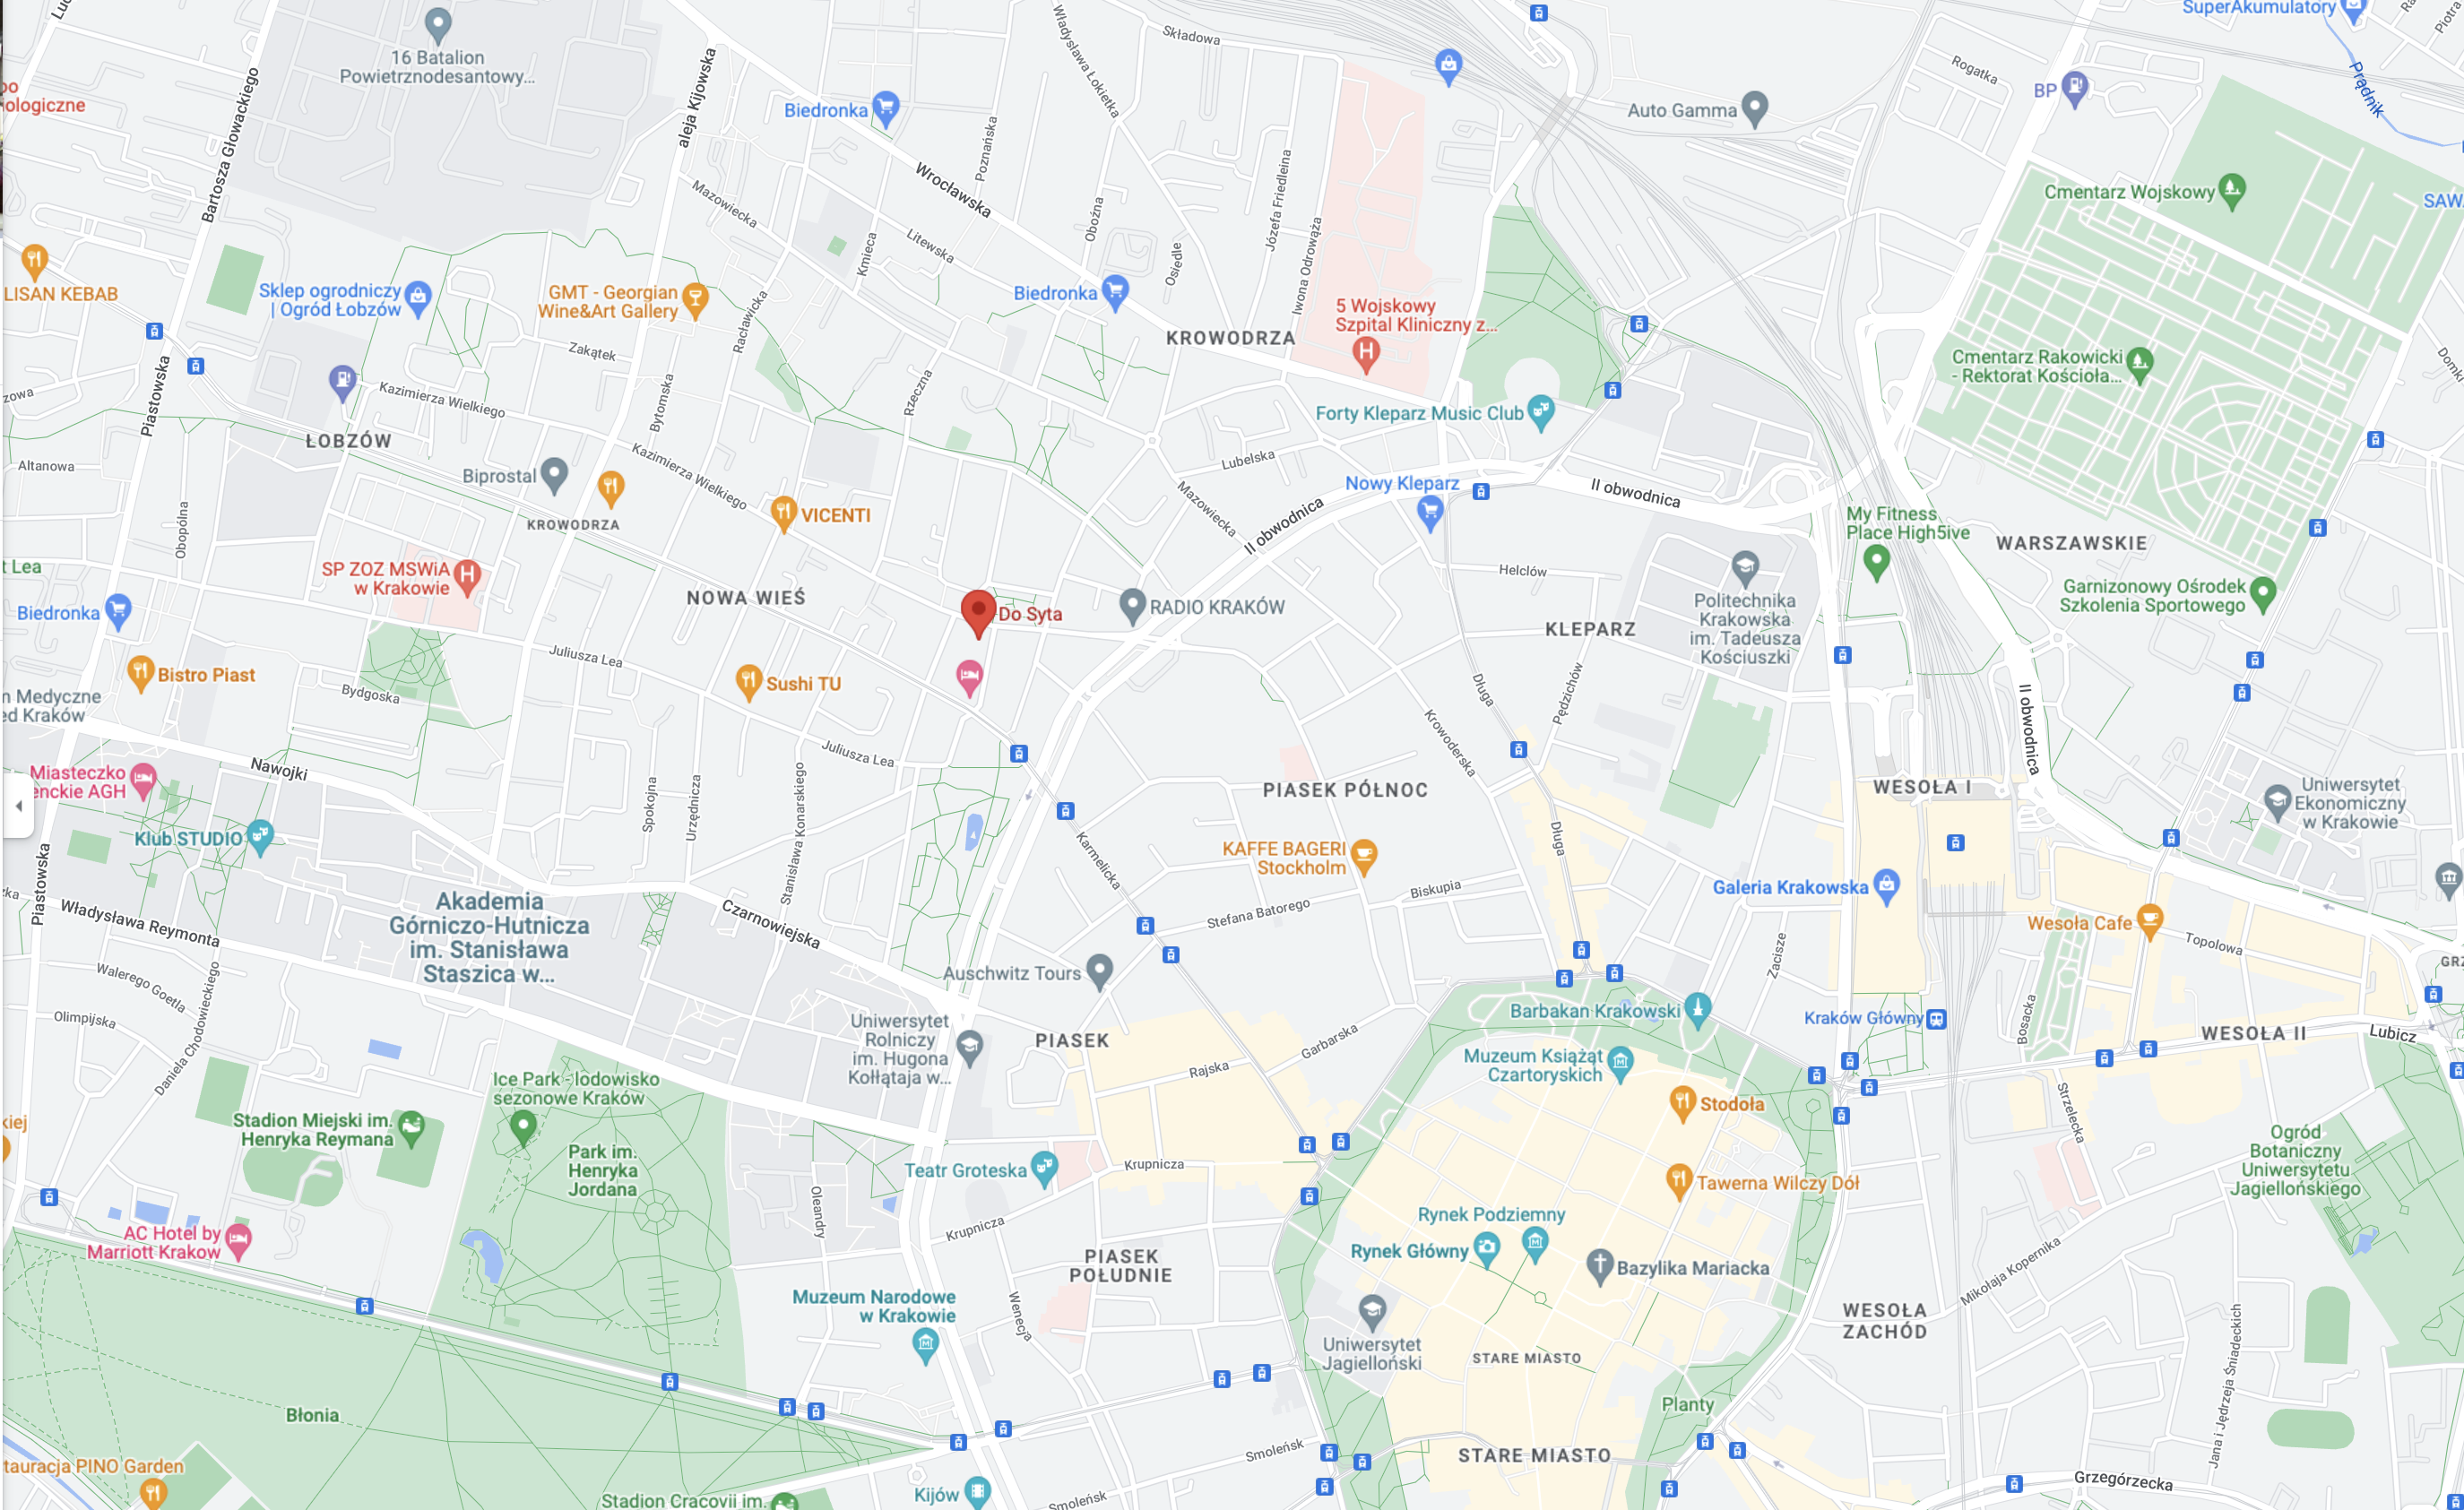 16 Batalion
Powietrznodesantowy...
ologiczne
Bartosza Głowackiego
aleja Kijowska
Władysława Łokietka
Składowa
SuperAkumulatory
Biedronka
Poznańska
Wrocławska
Auto Gamma
Rogatka
BP
Prądnik
Cmentarz Wojskowy
SAW
Mazowiecka
Litewska
Kmieca
Oboźna
Osiedle
Józefa Friedleina
Iwona Odrowąża
LISAN KEBAB
Sklep ogrodniczy
| Ogród Łobzów
GMT - Georgian
Wine&Art Gallery
Racławicka
Biedronka
KROWODRZA
5 Wojskowy
Szpital Kliniczny z...
Zakątek
Cmentarz Rakowicki
- Rektorat Kościoła...
Piastowska
Kazimierza Wielkiego
Bytomska
Rzeczna
Forty Kleparz Music Club
ŁOBZÓW
Altanowa
Biprostal
Kazimierza Wielkiego
Lubelska
Mazowiecka
II obwodnica
Nowy Kleparz
II obwodnica
My Fitness
Place High5ive
WARSZAWSKIE
Obopólna
KROWODRZA
VICENTI
t Lea
SP ZOZ MSWiA
w Krakowie
Biedronka
NOWA WIEŚ
Do Syta
RADIO KRAKÓW
Helclów
KLEPARZ
Politechnika
Krakowska
im. Tadeusza
Kościuszki
Garnizonowy Ośrodek
Szkolenia Sportowego
Bistro Piast
Juliusza Lea
Sushi TU
Bydgoska
n Medyczne
ed Kraków
Długa
Pędzichów
Krowoderska
II obwodnica
Juliusza Lea
Nawojki
Miasteczko
enckie AGH
Spokojna
Urzędnicza
Stanisława Konarskiego
PIASEK PÓŁNOC
WESOŁA I
Uniwersytet
Ekonomiczny
w Krakowie
Klub STUDIO
Karmelicka
KAFFE BAGERI
Stockholm
Długa
Biskupia
Galeria Krakowska
Piastowska
Władysława Reymonta
Akademia
Górniczo-Hutnicza
im. Stanisława
Staszica w...
Czarnowiejska
Stefana Batorego
Wesoła Cafe
Topolowa
Zacisze
Walerego Goetla
Auschwitz Tours
GRZ
Olimpijska
Daniela Chodowieckiego
Uniwersytet
Rolniczy
im. Hugona
Kołłątaja w...
PIASEK
Garbarska
Barbakan Krakowski
Kraków Główny
Bosacka
WESOŁA II
Lubicz
Ice Park - lodowisko
sezonowe Kraków
Rajska
Muzeum Książąt
Czartoryskich
Stadion Miejski im.
Henryka Reymana
Stodoła
Strzelecka
kiej
Park im.
Henryka
Jordana
Teatr Groteska
Krupnicza
Tawerna Wilczy Dół
Ogród
Botaniczny
Uniwersytetu
Jagiellońskiego
Oleandry
Krupnicza
Rynek Podziemny
AC Hotel by
Marriott Krakow
PIASEK
POŁUDNIE
Rynek Główny
Bazylika Mariacka
Mikołaja Kopernika
Muzeum Narodowe
w Krakowie
Wenecja
Uniwersytet
Jagielloński
STARE MIASTO
WESOŁA
ZACHÓD
Jana i Jędrzeja Śniadeckich
Błonia
Planty
Smoleńsk
STARE MIASTO
tauracja PINO Garden
Stadion Cracovii im.
Kijów
Smoleńsk
Grzegórzecka